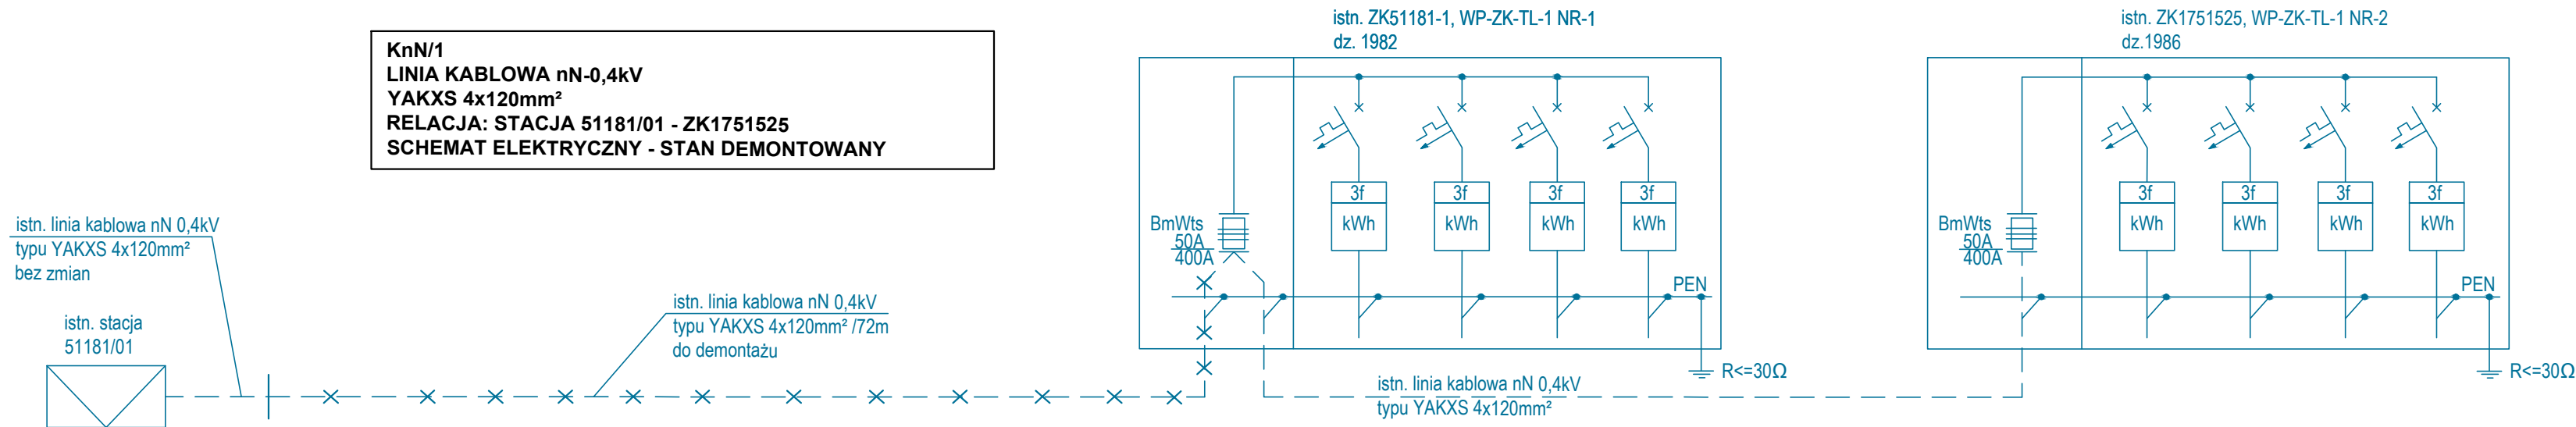 KnN/1
LINIA KABLOWA nN-0,4kV
YAKXS 4x120mm²
RELACJA: STACJA 51181/01 - ZK1751525
SCHEMAT ELEKTRYCZNY - STAN DEMONTOWANY
istn. linia kablowa nN 0,4kV
typu YAKXS 4x120mm²
bez zmian
istn. stacja
51181/01
istn. linia kablowa nN 0,4kV
typu YAKXS 4x120mm² /72m
do demontażu
istn. ZK51181-1, WP-ZK-TL-1 NR-1
dz. 1982
3f
kWh
3f
kWh
3f
kWh
3f
kWh
BmWts
50A
400A
PEN
R<=30Ω
istn. linia kablowa nN 0,4kV
typu YAKXS 4x120mm²
istn. ZK1751525, WP-ZK-TL-1 NR-2
dz.1986
3f
kWh
3f
kWh
3f
kWh
3f
kWh
BmWts
50A
400A
PEN
R<=30Ω